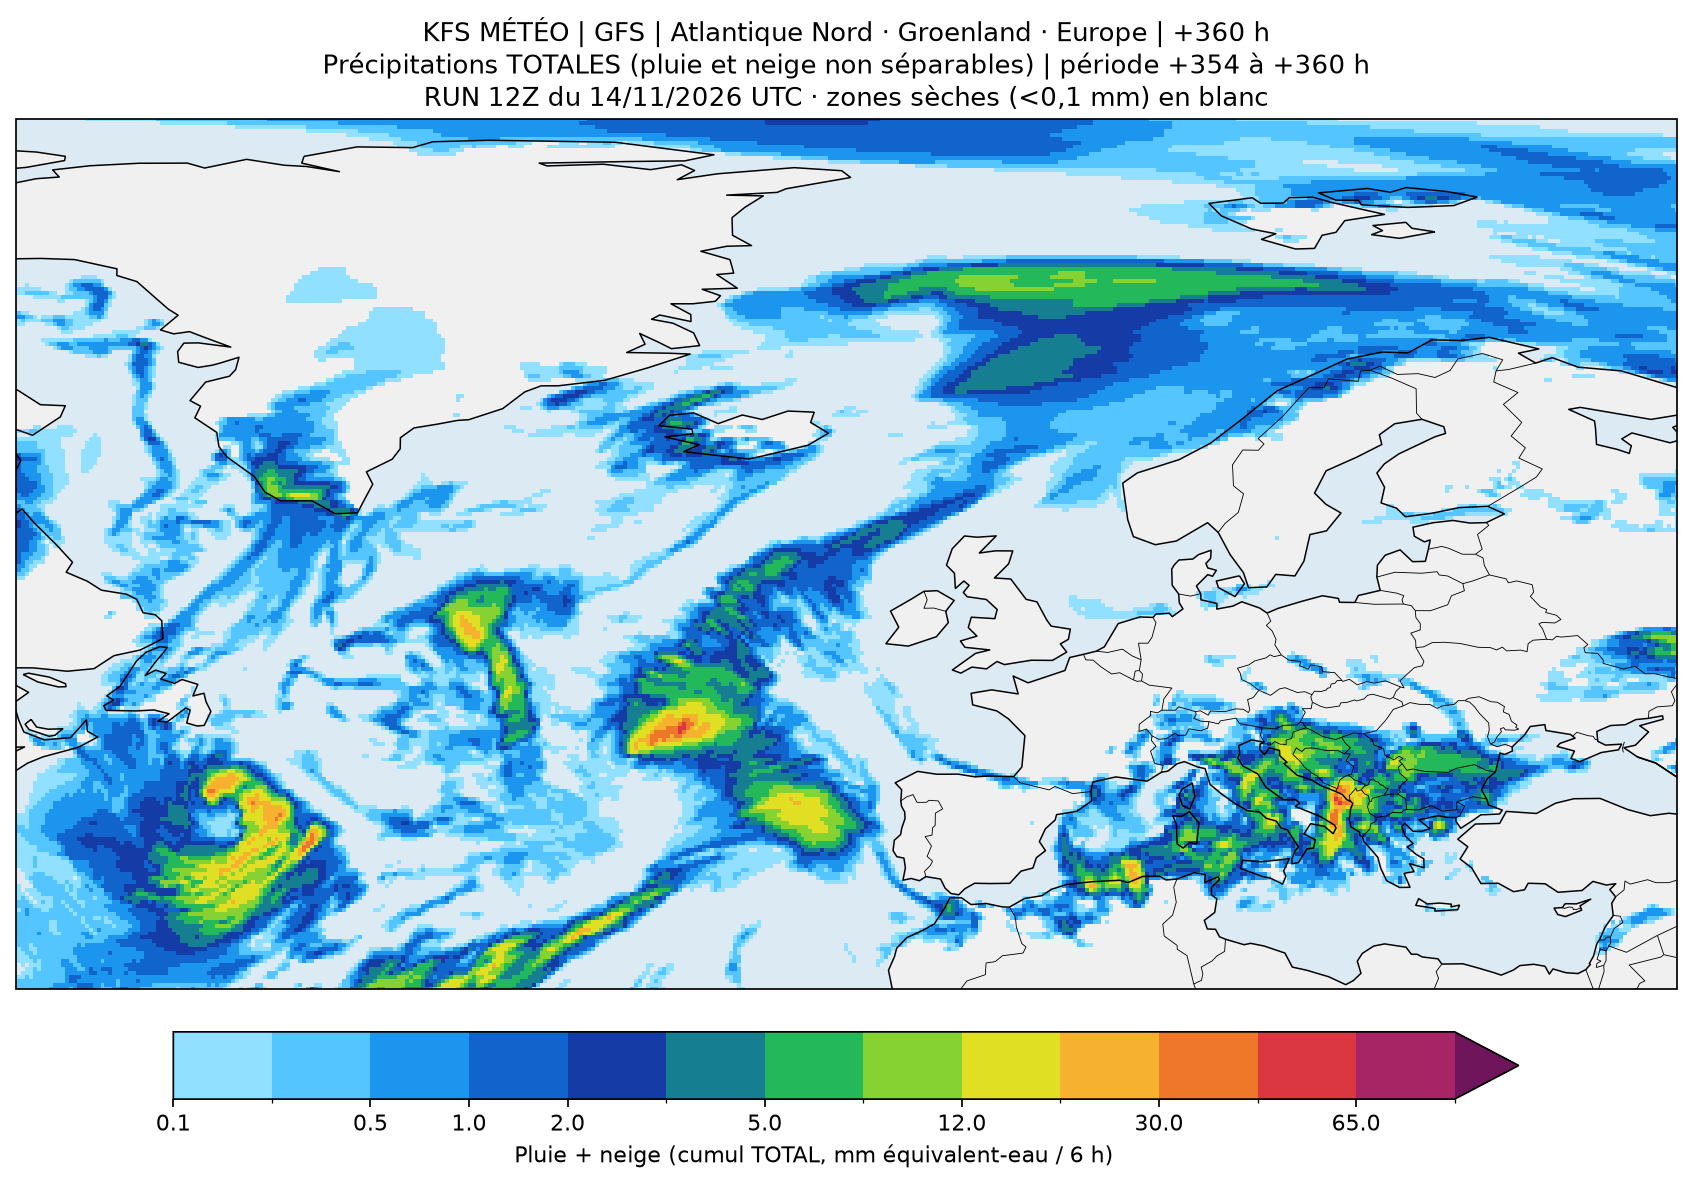 KFS MÉTÉO | GFS | Atlantique Nord · Groenland · Europe | +360 h
Précipitations TOTALES (pluie et neige non séparables) | période +354 à +360 h
RUN 12Z du 14/11/2026 UTC · zones sèches (<0,1 mm) en blanc
0.1 0.5 1.0 2.0 5.0 12.0 30.0 65.0
Pluie + neige (cumul TOTAL, mm équivalent-eau / 6 h)